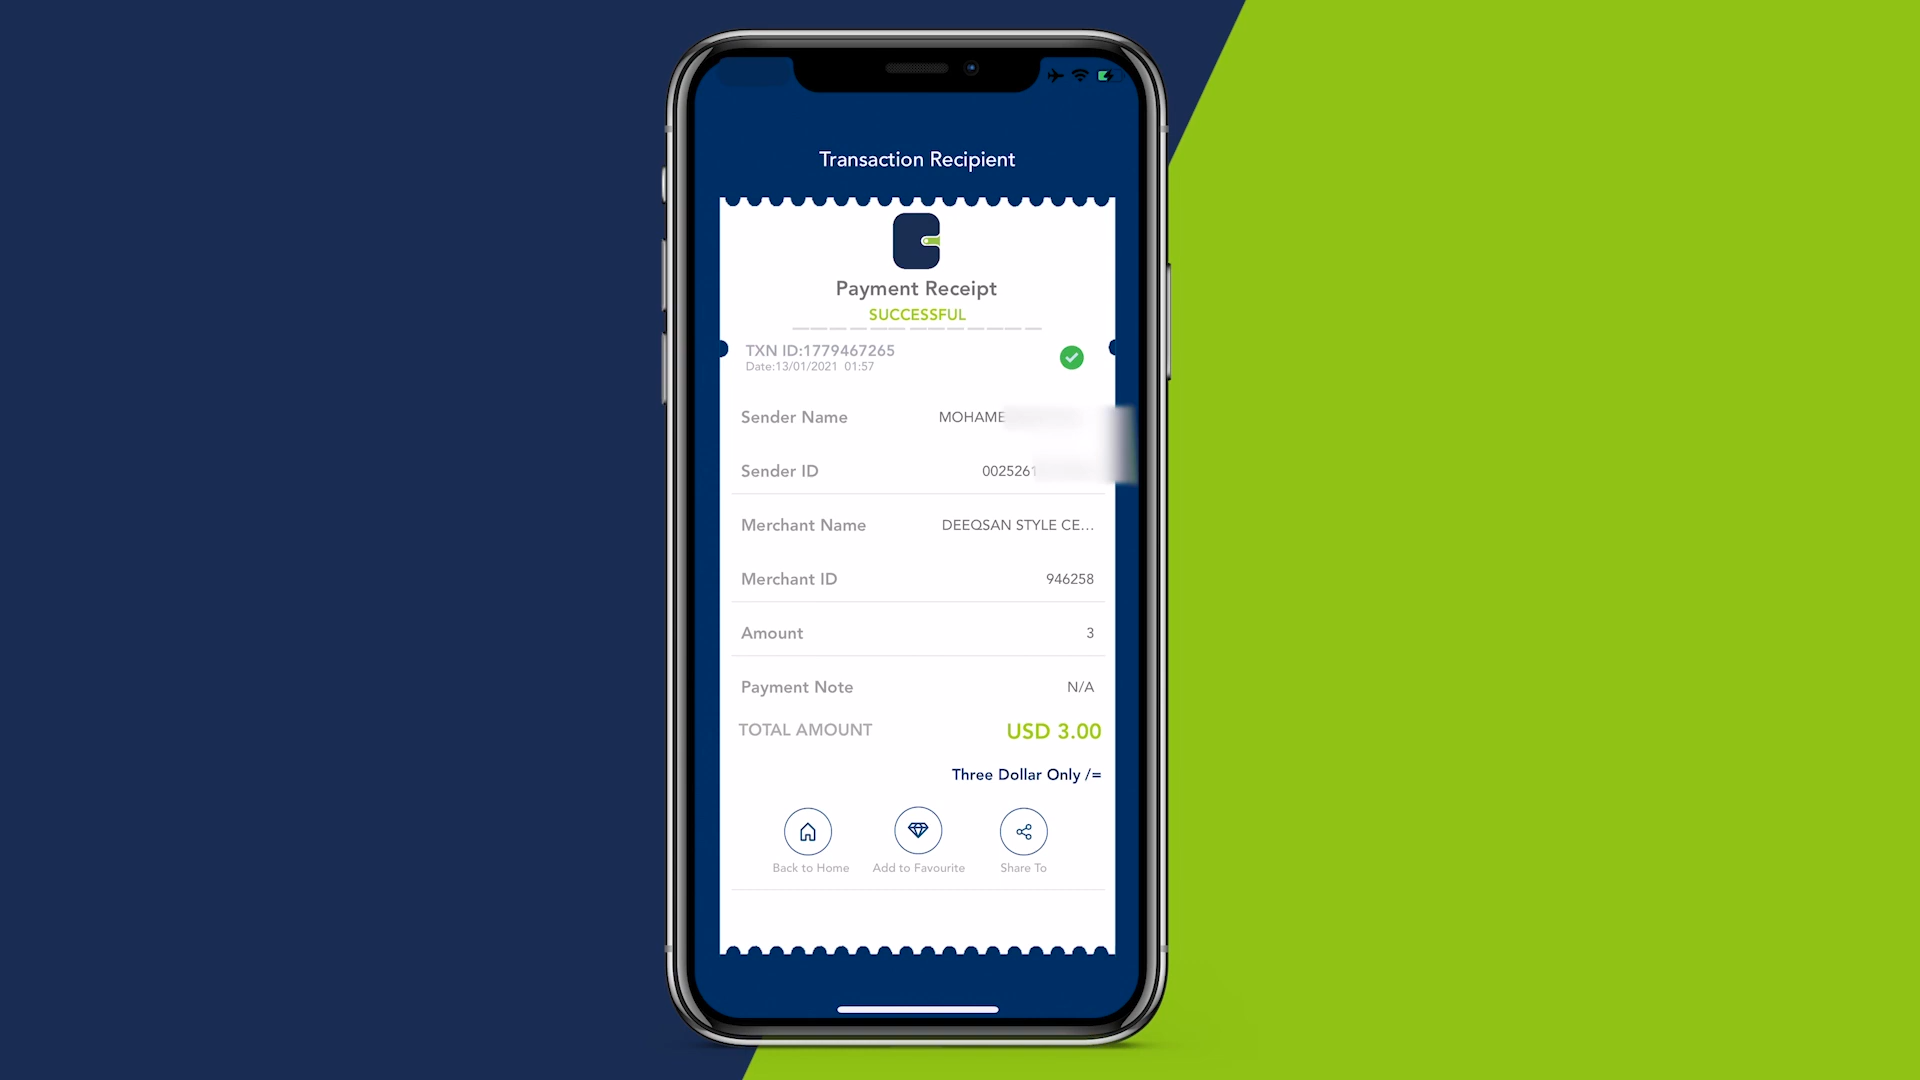 Transaction Recipient
Payment Receipt
SUCCESSFUL
TXN ID:1779467265
Date:13/01/2021 01:57
Sender Name MOHAME
Sender ID 0025261
Merchant Name DEEQSAN STYLE CE...
Merchant ID 946258
Amount 3
Payment Note N/A
TOTAL AMOUNT USD 3.00
Three Dollar Only /=
Back to Home Add to Favourite Share To